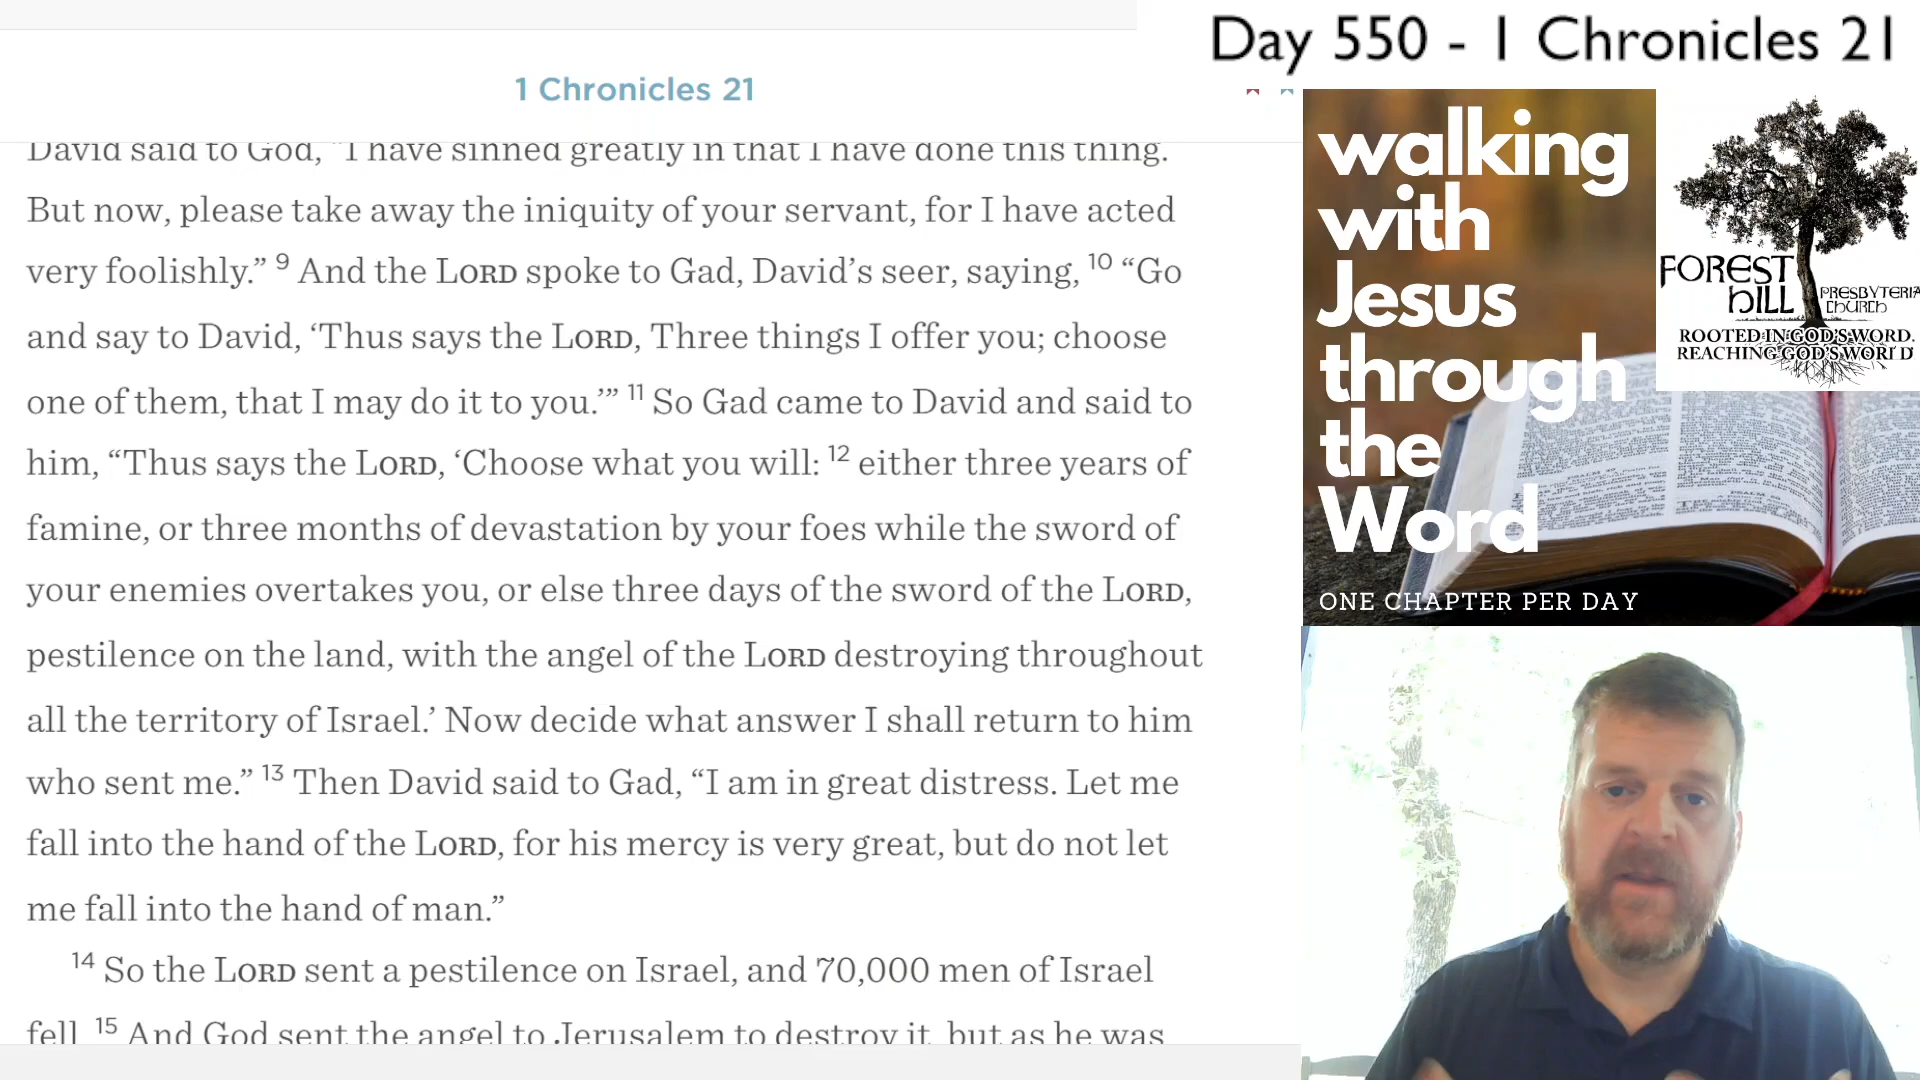 Day 550 - 1 Chronicles 21
1 Chronicles 21
David said to God, “I have sinned greatly in that I have done this thing.
But now, please take away the iniquity of your servant, for I have acted
very foolishly.” 9 And the LORD spoke to Gad, David’s seer, saying, 10 “Go
and say to David, ‘Thus says the LORD, Three things I offer you; choose
one of them, that I may do it to you.’” 11 So Gad came to David and said to
him, “Thus says the LORD, ‘Choose what you will: 12 either three years of
famine, or three months of devastation by your foes while the sword of
your enemies overtakes you, or else three days of the sword of the LORD,
pestilence on the land, with the angel of the LORD destroying throughout
all the territory of Israel.’ Now decide what answer I shall return to him
who sent me.” 13 Then David said to Gad, “I am in great distress. Let me
fall into the hand of the LORD, for his mercy is very great, but do not let
me fall into the hand of man.”
14 So the LORD sent a pestilence on Israel, and 70,000 men of Israel
fell. 15 And God sent the angel to Jerusalem to destroy it, but as he was
walking
with
Jesus
through
the
Word
ONE CHAPTER PER DAY
FOREST
hILL
PRESBYTERIA
CHURCH
ROOTED IN GOD'S WORD.
REACHING GOD'S WORLD